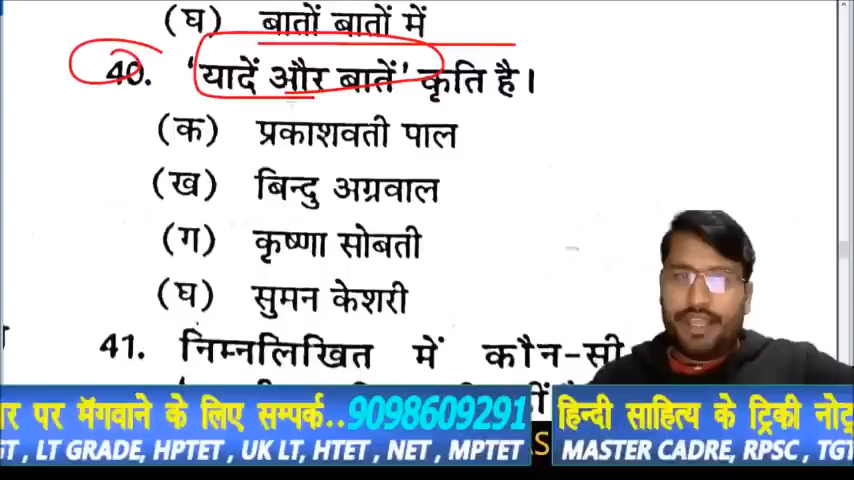 (घ) बातों बातों में
40. 'यादें और बातें' कृति है।
(क) प्रकाशवती पाल
(ख) बिन्दु अग्रवाल
(ग) कृष्णा सोबती
(घ) सुमन केशरी
41. निम्नलिखित में कौन-सी
र पर मॅगवाने के लिए सम्पर्क..9098609291
हिन्दी साहित्य के ट्रिकी नोट
GT , LT GRADE, HPTET , UK LT, HTET , NET , MPTET
MASTER CADRE, RPSC , TGT